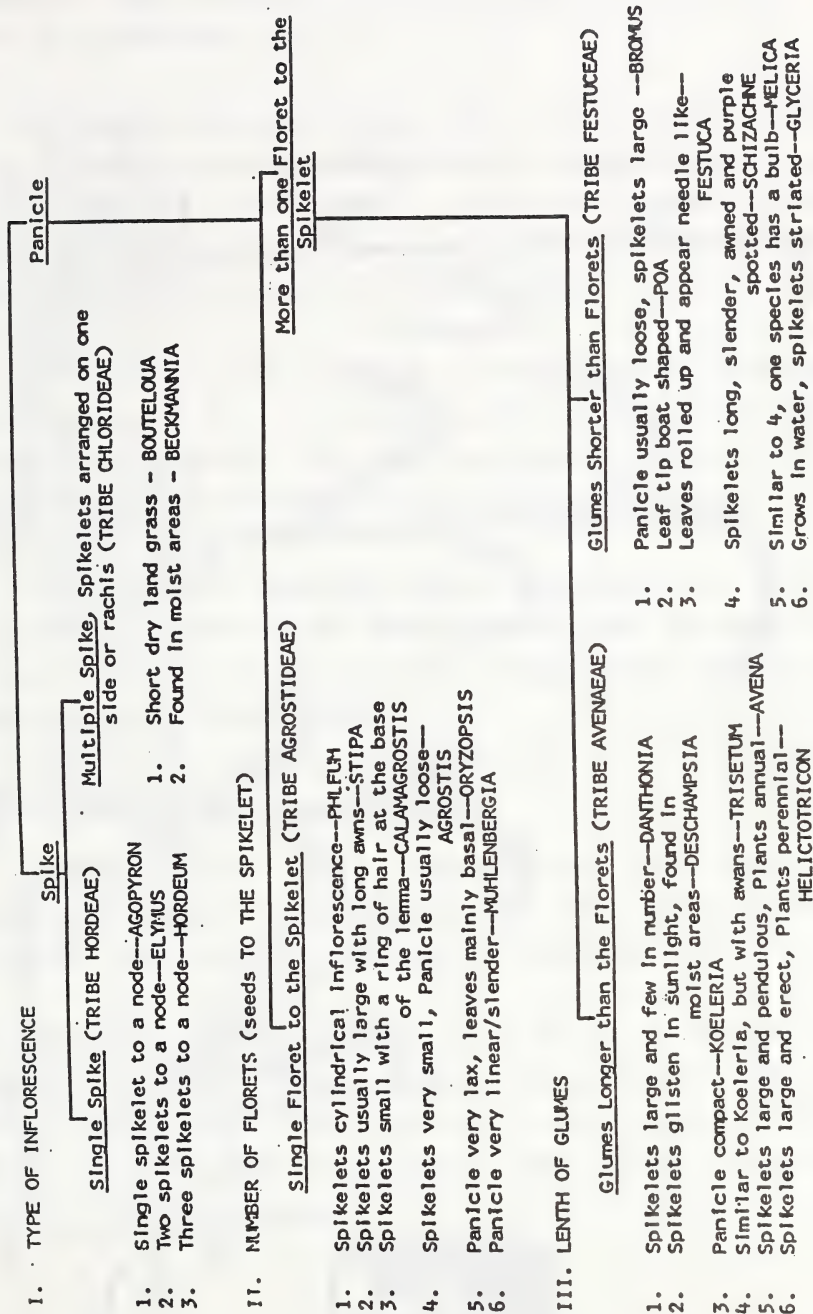 I. TYPE OF INFLORESCENCE
Spike
Panicle
Single Spike (TRIBE HORDEAE)
1. Single spikelet to a node--AGOPYRON
2. Two spikelets to a node--ELYMUS
3. Three spikelets to a node--HORDEUM
Multiple Spike, Spikelets arranged on one
side or rachis (TRIBE CHLORIDEAE)
1. Short dry land grass - BOUTELOUA
2. Found in moist areas - BECKMANNIA
II. NUMBER OF FLORETS (seeds to THE SPIKELET)
Single Floret to the Spikelet (TRIBE AGROSTIDEAE)
More than one Floret to the
Spikelet
1. Spikelets cylindrical inflorescence--PHLEUM
2. Spikelets usually large with long awns--STIPA
3. Spikelets small with a ring of hair at the base
of the lemma--CALAMAGROSTIS
4. Spikelets very small, Panicle usually loose--
AGROSTIS
5. Panicle very lax, leaves mainly basal--ORYZOPSIS
6. Panicle very linear/slender--MUHLENBERGIA
III. LENTH OF GLUMES
Glumes Longer than the Florets (TRIBE AVENAEAE)
1. Spikelets large and few in number--DANTHONIA
2. Spikelets glisten in sunlight, found in
moist areas--DESCHAMPSIA
3. Panicle compact--KOELERIA
4. Similar to Koeleria, but with awans--TRISETUM
5. Spikelets large and pendulous, Plants annual--AVENA
6. Spikelets large and erect, Plants perennial--
HELICTOTRICON
Glumes Shorter than Florets (TRIBE FESTUCEAE)
1. Panicle usually loose, spikelets large --BROMUS
2. Leaf tip boat shaped--POA
3. Leaves rolled up and appear needle like--
FESTUCA
4. Spikelets long, slender, awned and purple
spotted--SCHIZACHNE
5. Similar to 4, one species has a bulb--MELICA
6. Grows in water, spikelets striated--GLYCERIA